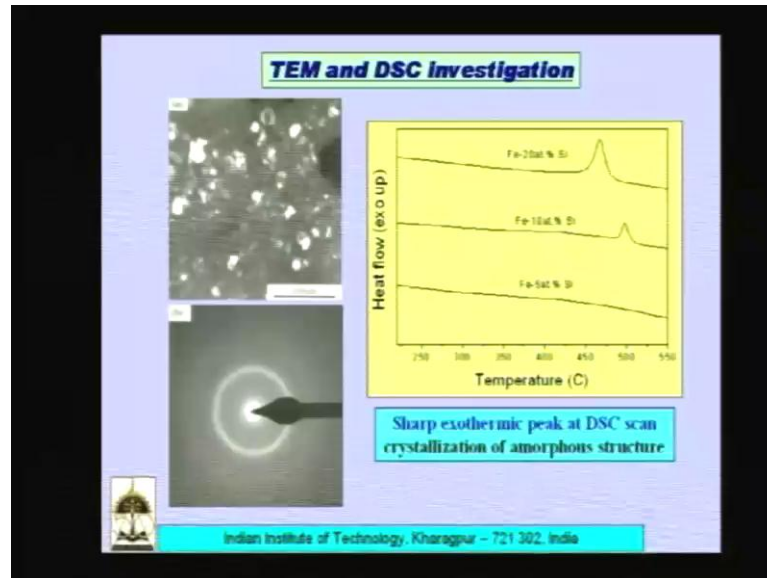 TEM and DSC investigation
(a)
(b)
Heat flow (exo up)
Fe-20at.% Si
Fe-10at.% Si
Fe-5at.% Si
250 300 350 400 450 500 550
Temperature (C)
Sharp exothermic peak at DSC scan
crystallization of amorphous structure
Indian Institute of Technology, Kharagpur – 721 302, India